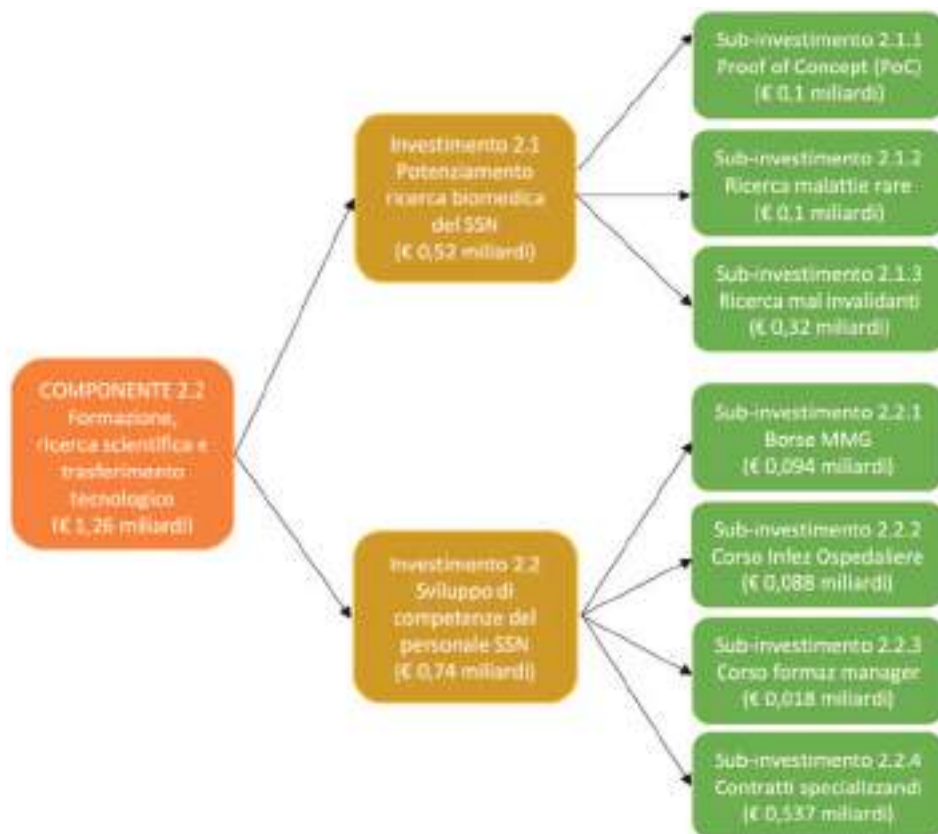 COMPONENTE 2.2
Formazione,
ricerca scientifica e
trasferimento
tecnologico
(€ 1,26 miliardi)
Investimento 2.1
Potenziamento
ricerca biomedica
del SSN
(€ 0,52 miliardi)
Sub-investimento 2.1.1
Proof of Concept (PoC)
(€ 0,1 miliardi)
Sub-investimento 2.1.2
Ricerca malattie rare
(€ 0,1 miliardi)
Sub-investimento 2.1.3
Ricerca mal invalidanti
(€ 0,32 miliardi)
Investimento 2.2
Sviluppo di
competenze del
personale SSN
(€ 0,74 miliardi)
Sub-investimento 2.2.1
Borse MMG
(€ 0,094 miliardi)
Sub-investimento 2.2.2
Corso Infez Ospedaliere
(€ 0,088 miliardi)
Sub-investimento 2.2.3
Corso formaz manager
(€ 0,018 miliardi)
Sub-investimento 2.2.4
Contratti specializzandi
(€ 0,537 miliardi)